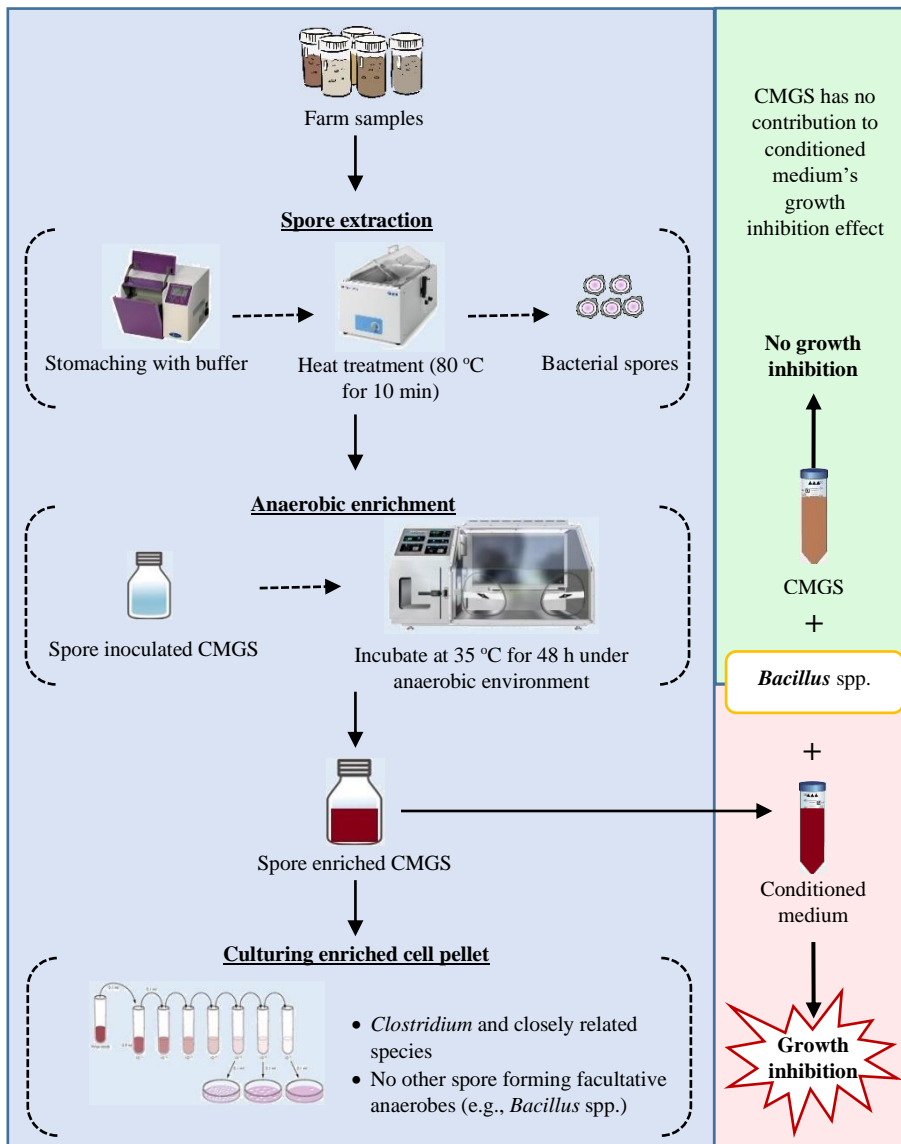 Farm samples
Spore extraction
Stomaching with buffer
Heat treatment (80 °C
for 10 min)
Bacterial spores
Anaerobic enrichment
Spore inoculated CMGS
Incubate at 35 °C for 48 h under
anaerobic environment
Spore enriched CMGS
Culturing enriched cell pellet
• Clostridium and closely related
species
• No other spore forming facultative
anaerobes (e.g., Bacillus spp.)
CMGS has no
contribution to
conditioned
medium's
growth
inhibition effect
No growth
inhibition
CMGS
+
Bacillus spp.
+
Conditioned
medium
Growth
inhibition